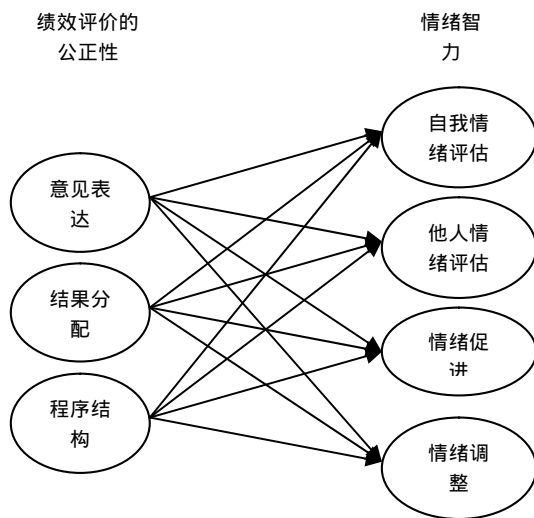 绩效评价的
公正性
情绪智
力
意见表
达
结果分
配
程序结
构
自我情
绪评估
他人情
绪评估
情绪促
进
情绪调
整